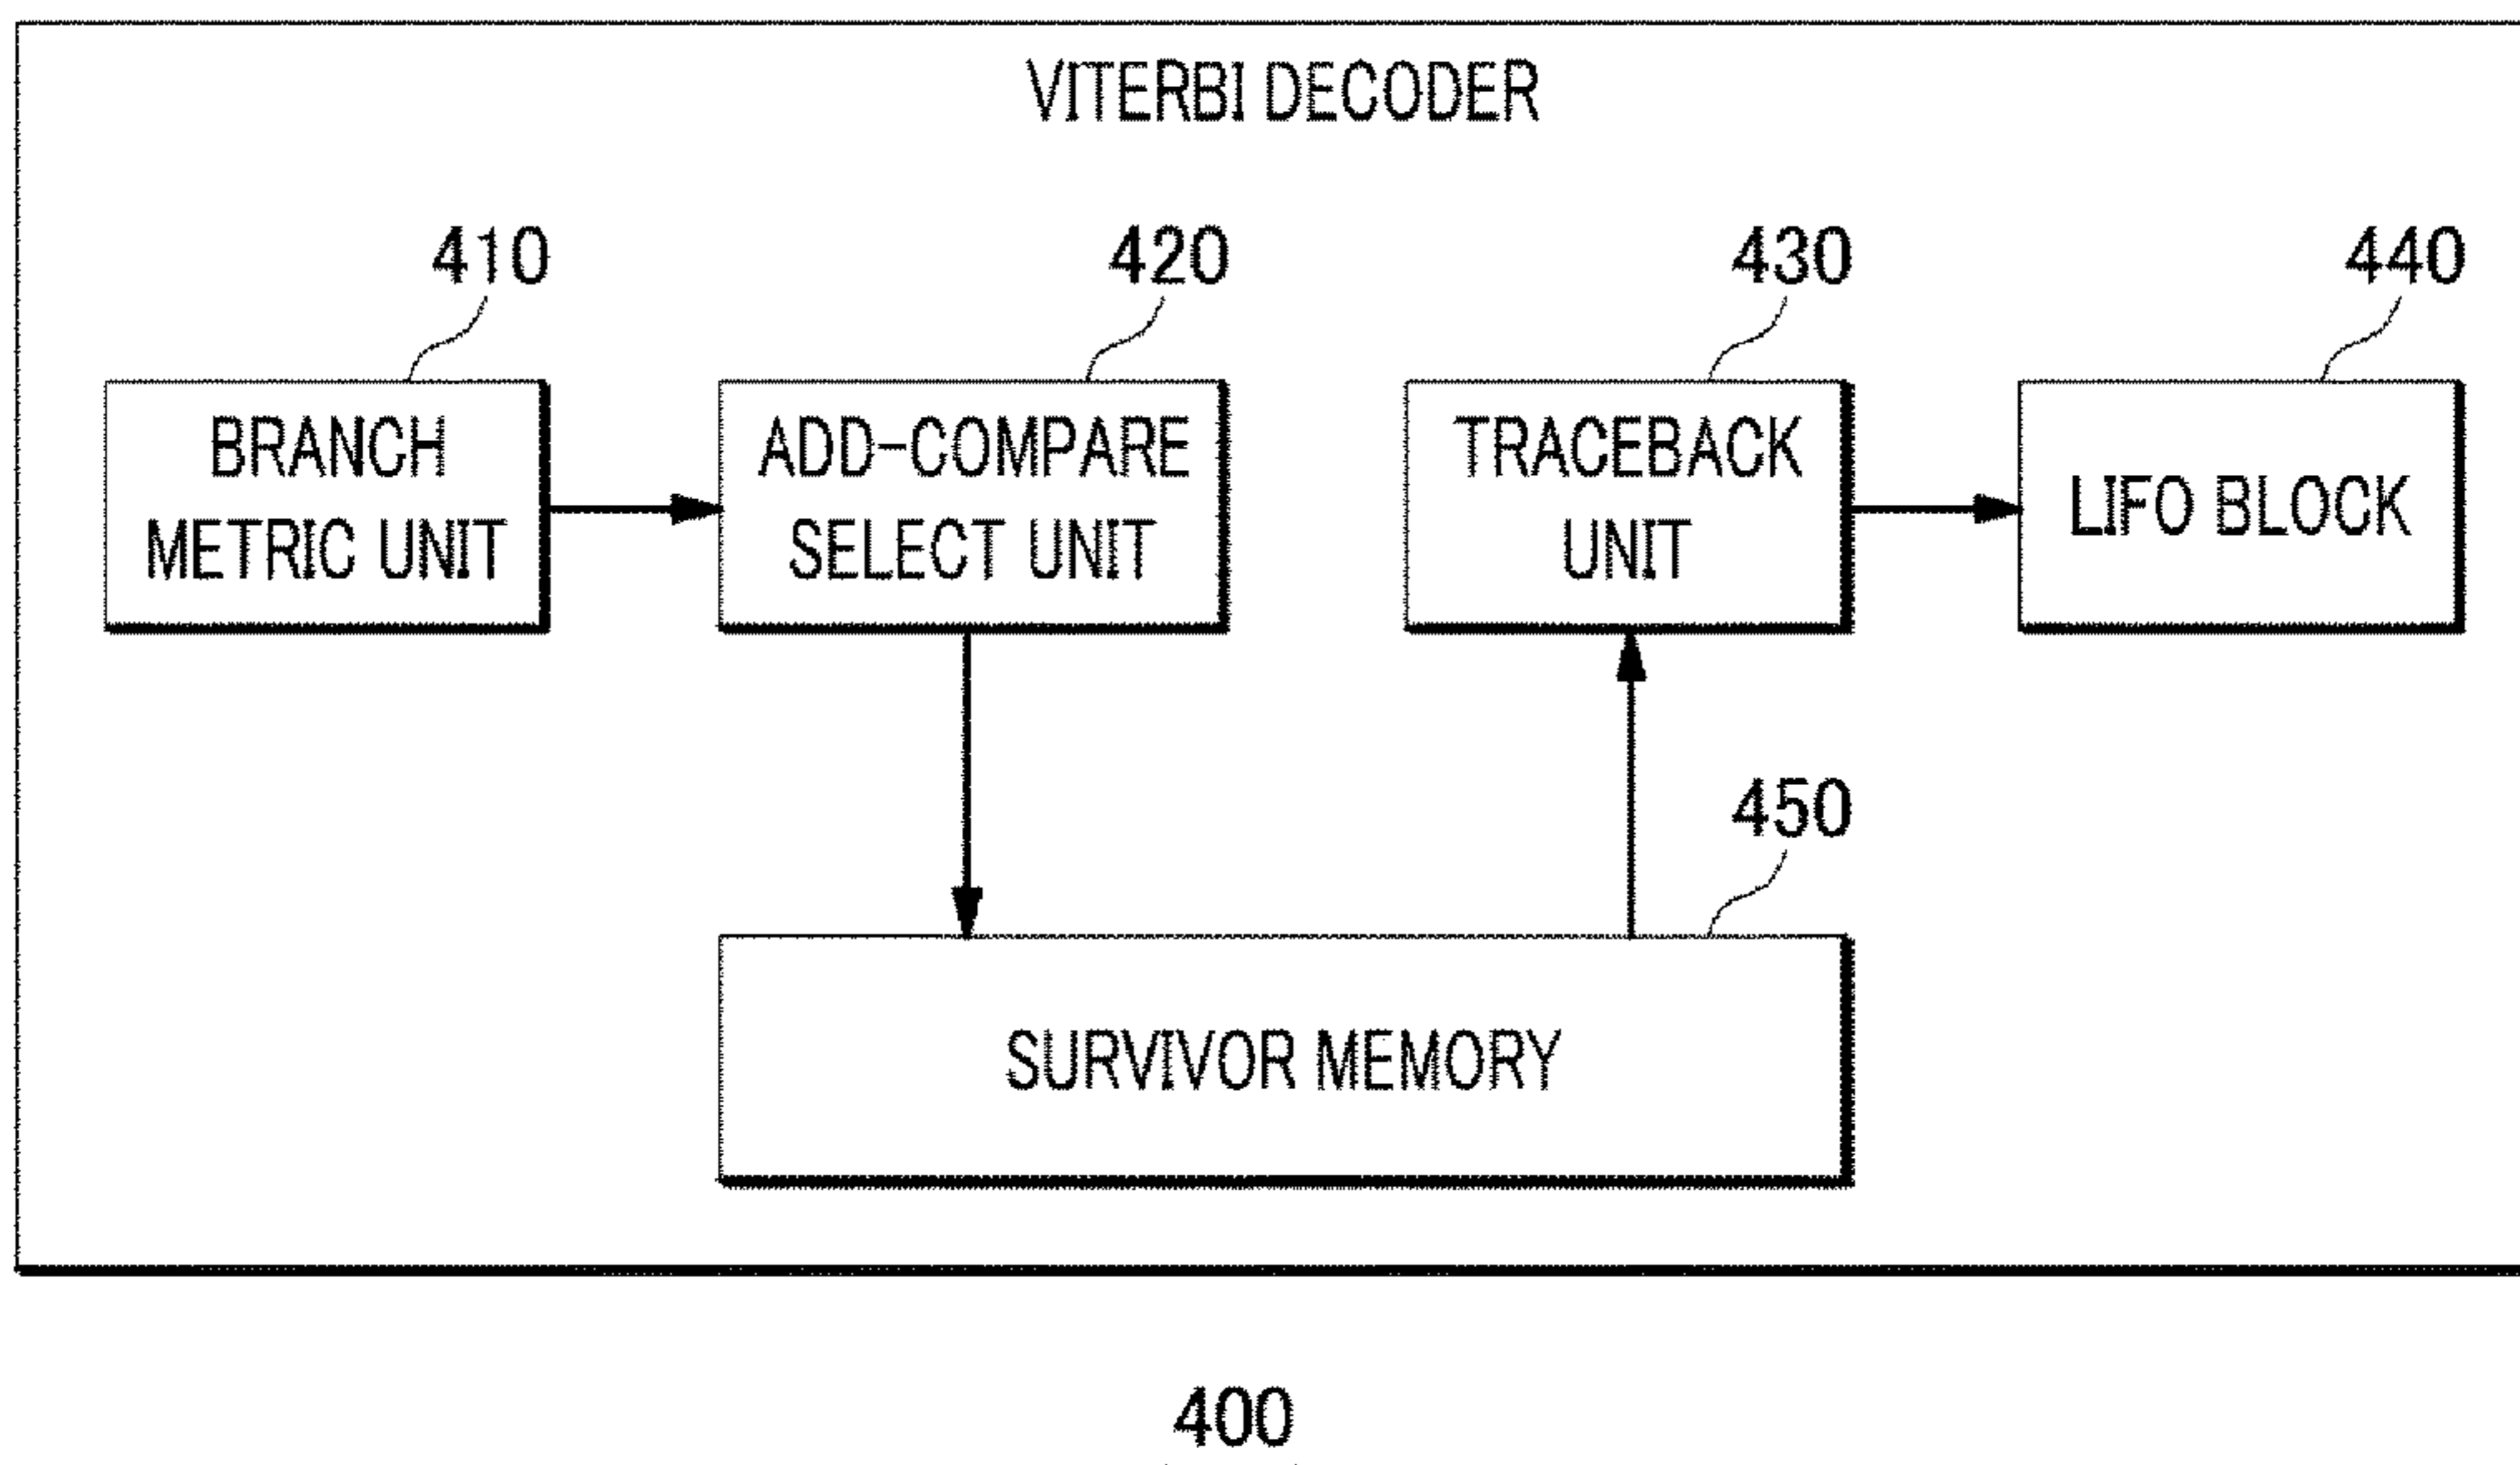 VITERBI DECODER
410
420
430
440
BRANCH
METRIC UNIT
ADD-COMPARE
SELECT UNIT
TRACEBACK
UNIT
LIFO BLOCK
450
SURVIVOR MEMORY
400